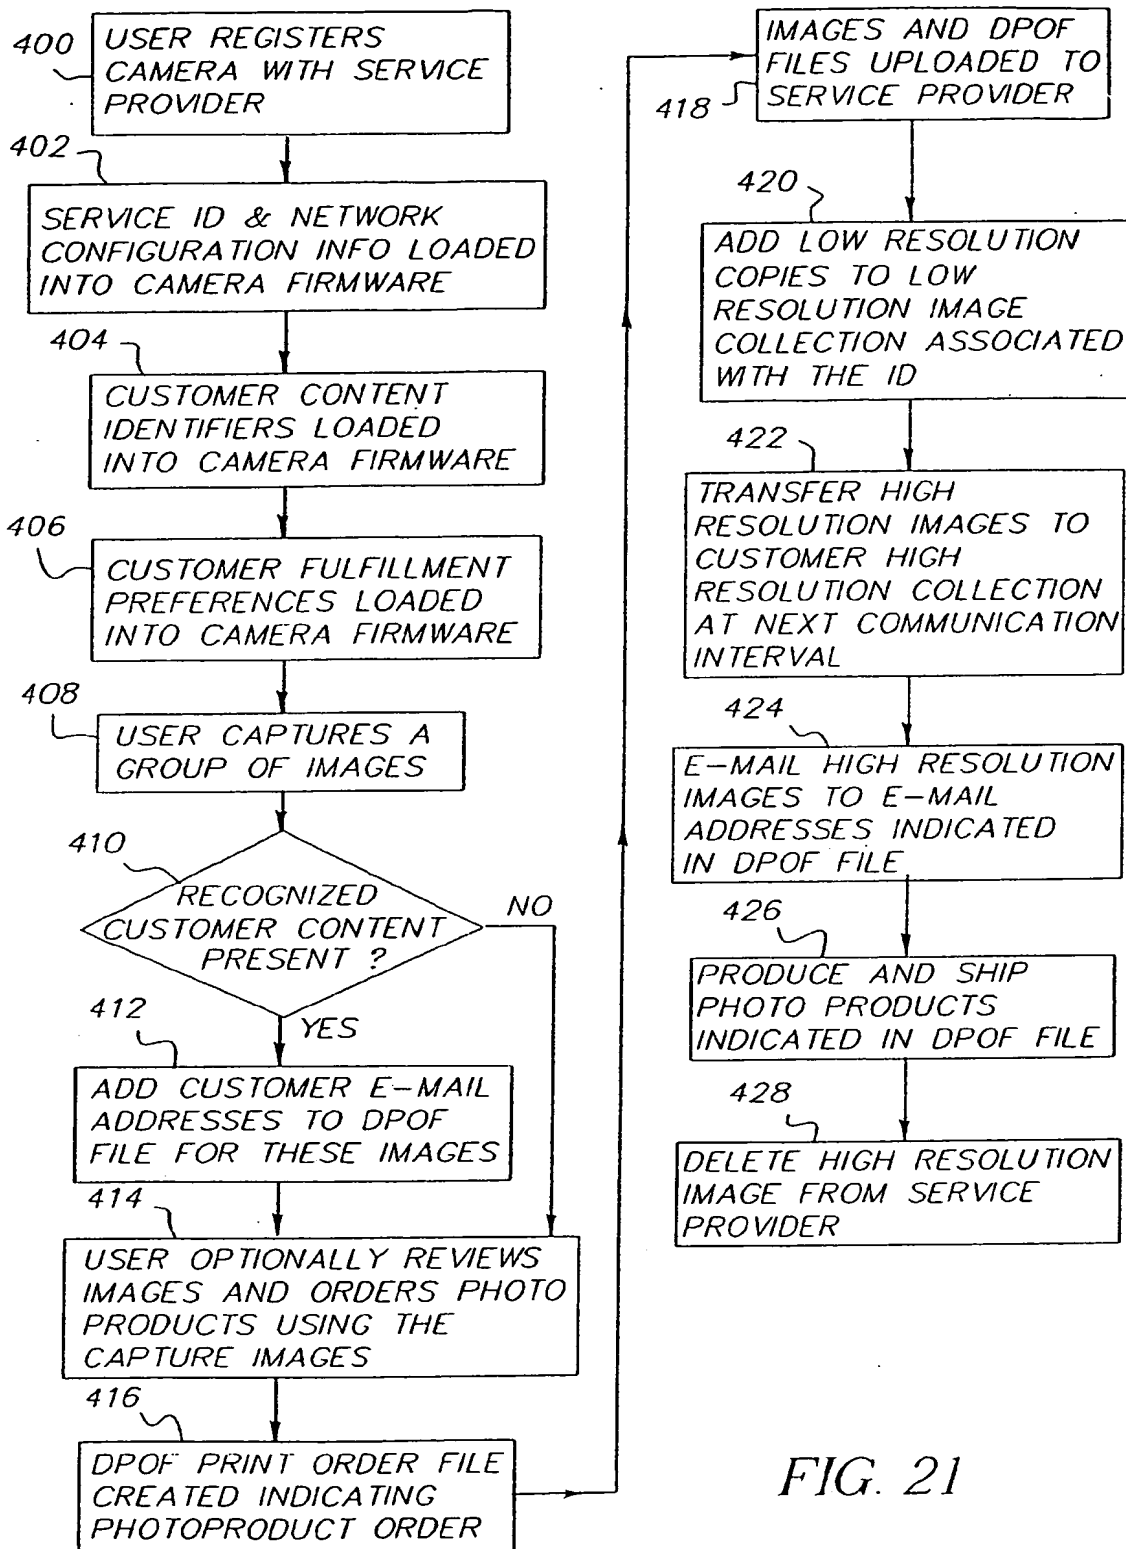 400
USER REGISTERS
CAMERA WITH SERVICE
PROVIDER
402
SERVICE ID & NETWORK
CONFIGURATION INFO LOADED
INTO CAMERA FIRMWARE
404
CUSTOMER CONTENT
IDENTIFIERS LOADED
INTO CAMERA FIRMWARE
406
CUSTOMER FULFILLMENT
PREFERENCES LOADED
INTO CAMERA FIRMWARE
408
USER CAPTURES A
GROUP OF IMAGES
410
RECOGNIZED
CUSTOMER CONTENT
PRESENT ?
NO
YES
412
ADD CUSTOMER E-MAIL
ADDRESSES TO DPOF
FILE FOR THESE IMAGES
414
USER OPTIONALLY REVIEWS
IMAGES AND ORDERS PHOTO
PRODUCTS USING THE
CAPTURE IMAGES
416
DPOF PRINT ORDER FILE
CREATED INDICATING
PHOTOPRODUCT ORDER
IMAGES AND DPOF
FILES UPLOADED TO
SERVICE PROVIDER
418
420
ADD LOW RESOLUTION
COPIES TO LOW
RESOLUTION IMAGE
COLLECTION ASSOCIATED
WITH THE ID
422
TRANSFER HIGH
RESOLUTION IMAGES TO
CUSTOMER HIGH
RESOLUTION COLLECTION
AT NEXT COMMUNICATION
INTERVAL
424
E-MAIL HIGH RESOLUTION
IMAGES TO E-MAIL
ADDRESSES INDICATED
IN DPOF FILE
426
PRODUCE AND SHIP
PHOTO PRODUCTS
INDICATED IN DPOF FILE
428
DELETE HIGH RESOLUTION
IMAGE FROM SERVICE
PROVIDER
FIG. 21